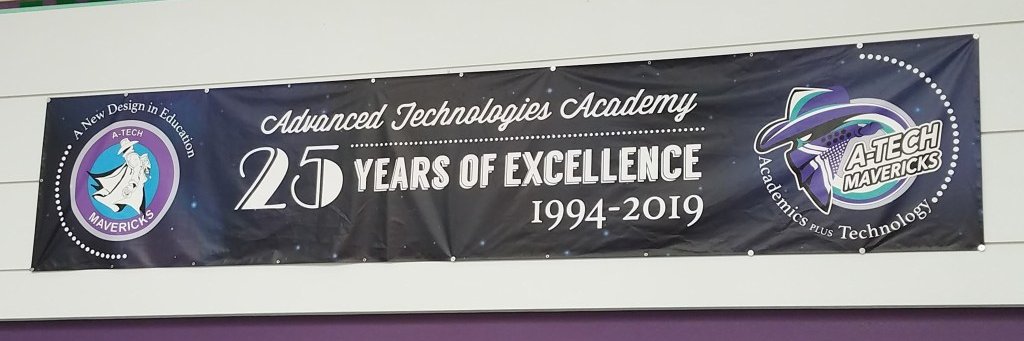 A New Design in Education
A-TECH
MAVERICKS
Advanced Technologies Academy
25 YEARS OF EXCELLENCE
1994-2019
A-TECH
MAVERICKS
Academics PLUS Technology